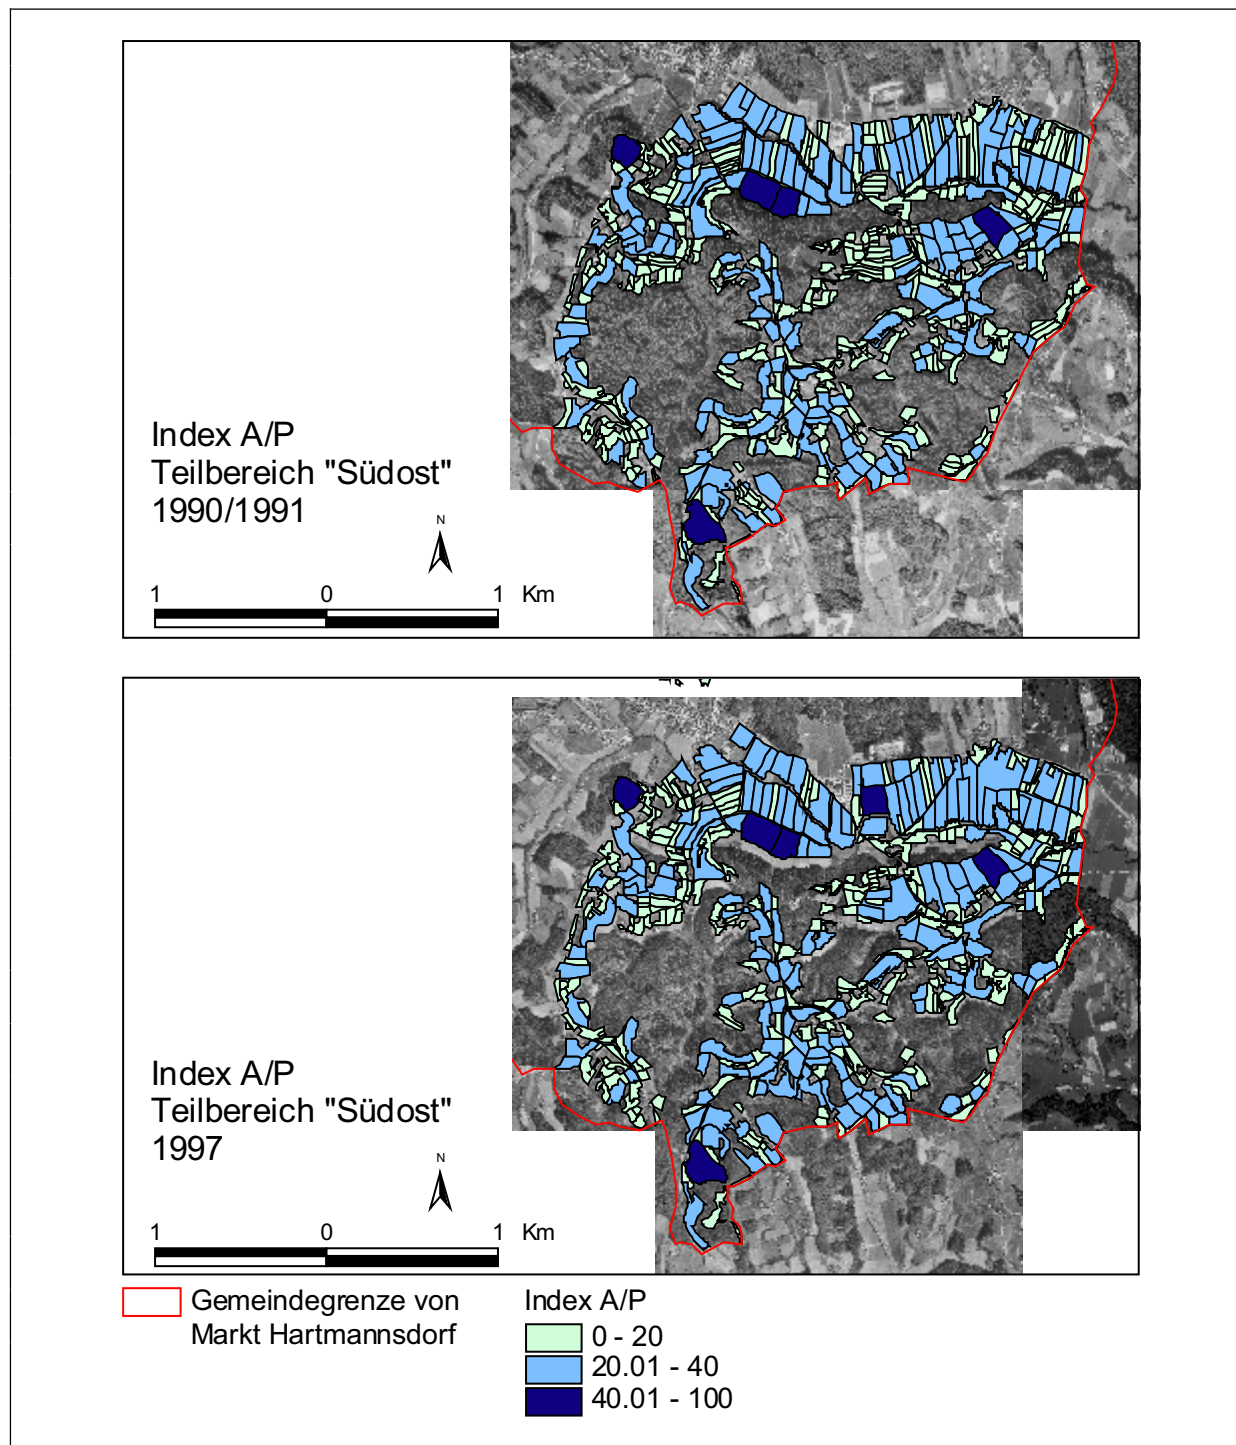 Index A/P
Teilbereich "Südost"
1990/1991
N
1 0 1 Km
Index A/P
Teilbereich "Südost"
1997
N
1 0 1 Km
Gemeindegrenze von
Markt Hartmannsdorf
Index A/P
0 - 20
20.01 - 40
40.01 - 100